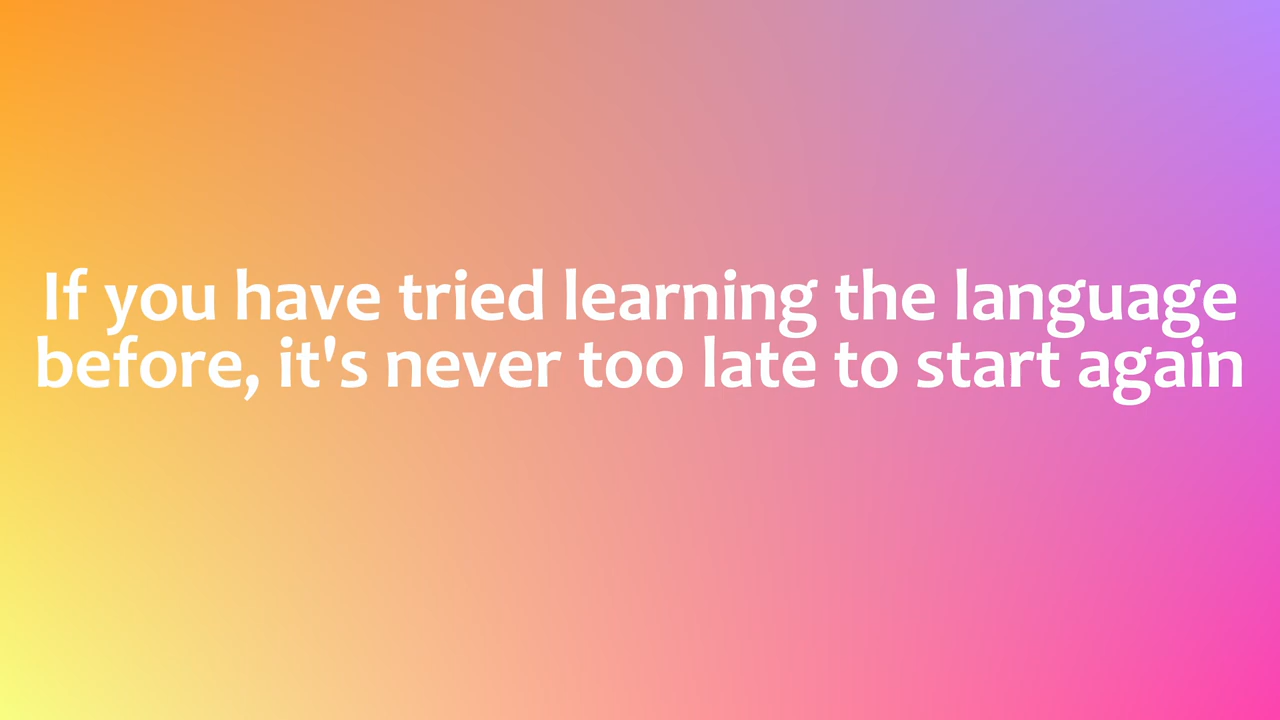 If you have tried learning the language
before, it's never too late to start again